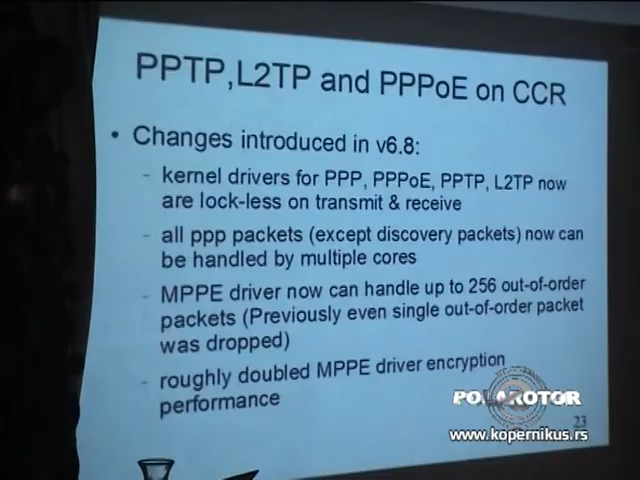 PPTP,L2TP and PPPoE on CCR
• Changes introduced in v6.8:
- kernel drivers for PPP, PPPoE, PPTP, L2TP now
are lock-less on transmit & receive
- all ppp packets (except discovery packets) now can
be handled by multiple cores
- MPPE driver now can handle up to 256 out-of-order
packets (Previously even single out-of-order packet
was dropped)
- roughly doubled MPPE driver encryption
performance
POLAROTOR
23
www.kopernikus.rs